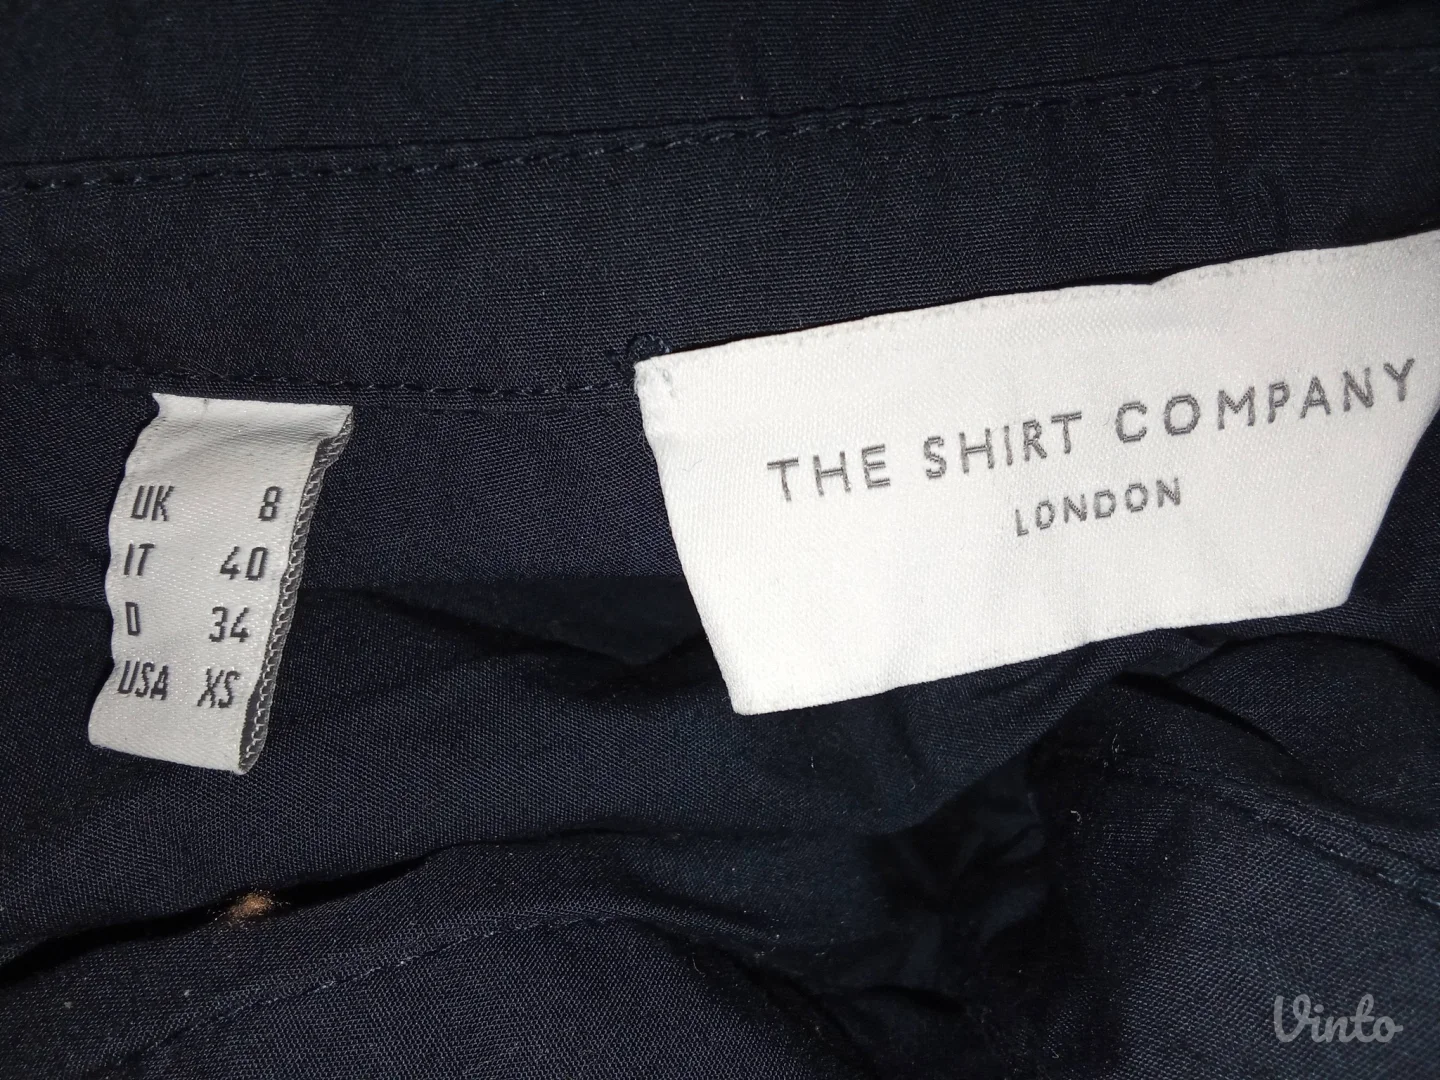 UK 8
IT 40
D 34
USA XS
THE SHIRT COMPANY
LONDON
Vinto